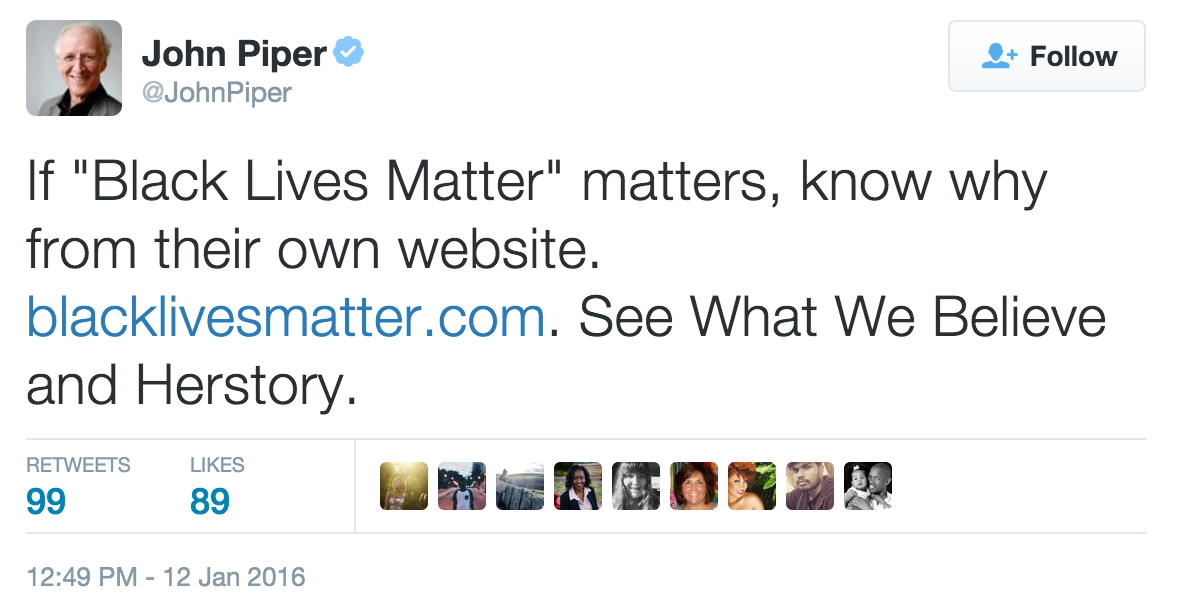 John Piper
@JohnPiper
Follow
If "Black Lives Matter" matters, know why
from their own website.
blacklivesmatter.com. See What We Believe
and Herstory.
RETWEETS LIKES
99 89
12:49 PM - 12 Jan 2016